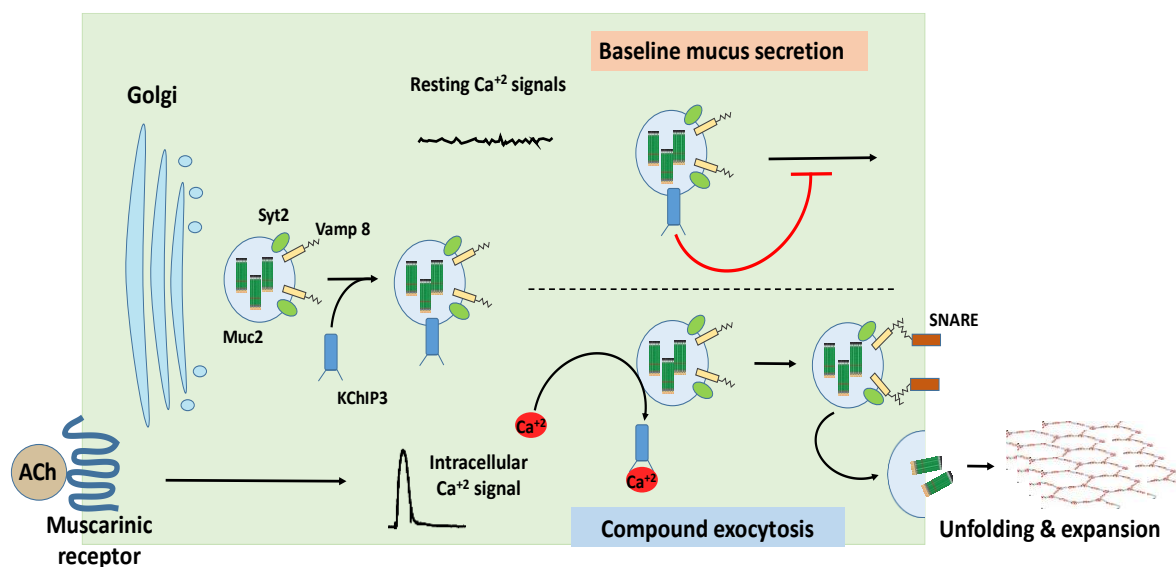 Baseline mucus secretion
Resting Ca⁺² signals
Golgi
Syt2
Vamp 8
Muc2
KChIP3
SNARE
Ca⁺²
Ca⁺²
ACh
Muscarinic
receptor
Intracellular
Ca⁺² signal
Compound exocytosis
Unfolding & expansion